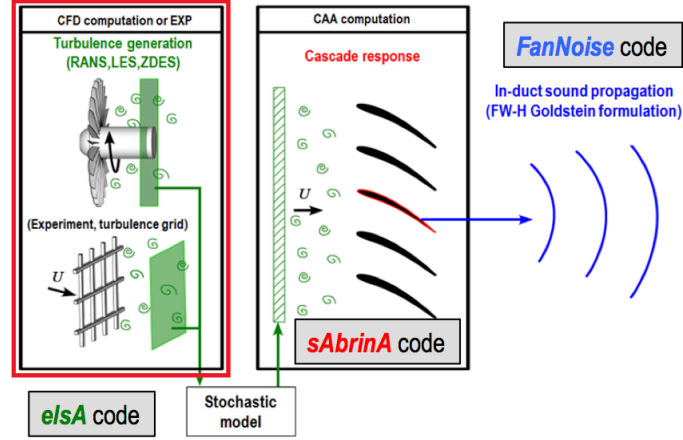 CFD computation or EXP
Turbulence generation
(RANS,LES,ZDES)
(Experiment, turbulence grid)
U
elsA code
Stochastic
model
CAA computation
Cascade response
U
sAbrinA code
FanNoise code
In-duct sound propagation
(FW-H Goldstein formulation)